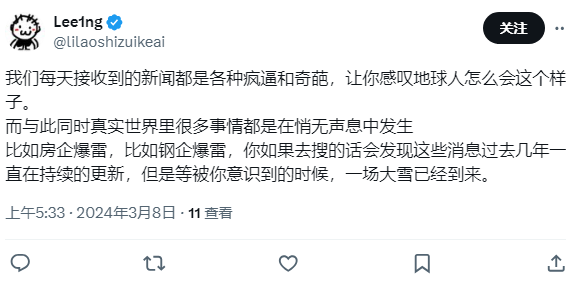 Lee1ng
@lilaoshizuikeai
关注
我们每天接收到的新闻都是各种疯逼和奇葩，让你感叹地球人怎么会这个样
子。
而与此同时真实世界里很多事情都是在悄无声息中发生
比如房企爆雷，比如钢企爆雷，你如果去搜的话会发现这些消息过去几年一
直在持续的更新，但是等被你意识到的时候，一场大雪已经到来。
上午5:33 · 2024年3月8日 · 11 查看